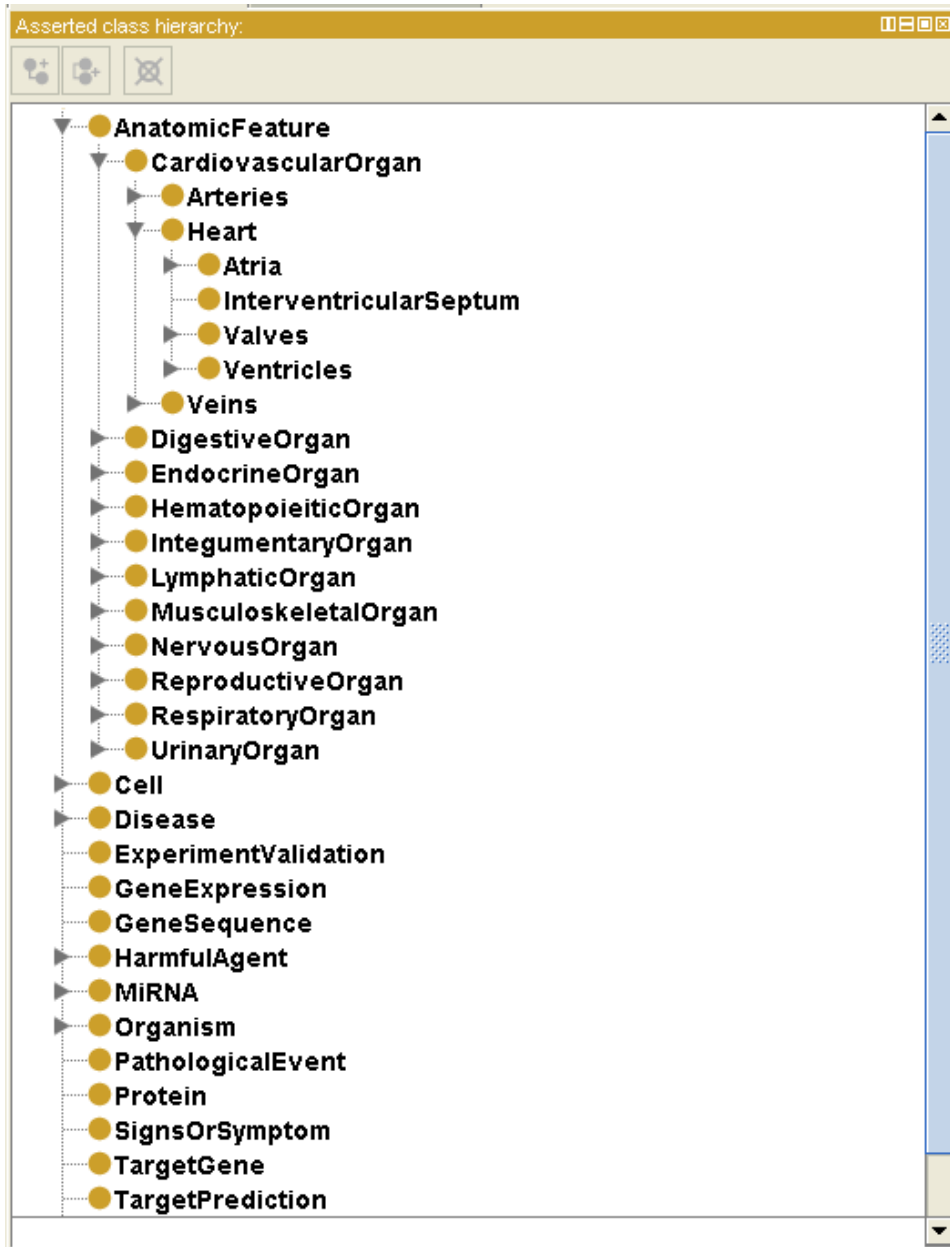 Asserted class hierarchy:
AnatomicFeature
CardiovascularOrgan
Arteries
Heart
Atria
InterventricularSeptum
Valves
Ventricles
Veins
DigestiveOrgan
EndocrineOrgan
HematopoieiticOrgan
IntegumentaryOrgan
LymphaticOrgan
MusculoskeletalOrgan
NervousOrgan
ReproductiveOrgan
RespiratoryOrgan
UrinaryOrgan
Cell
Disease
ExperimentValidation
GeneExpression
GeneSequence
HarmfulAgent
MiRNA
Organism
PathologicalEvent
Protein
SignsOrSymptom
TargetGene
TargetPrediction